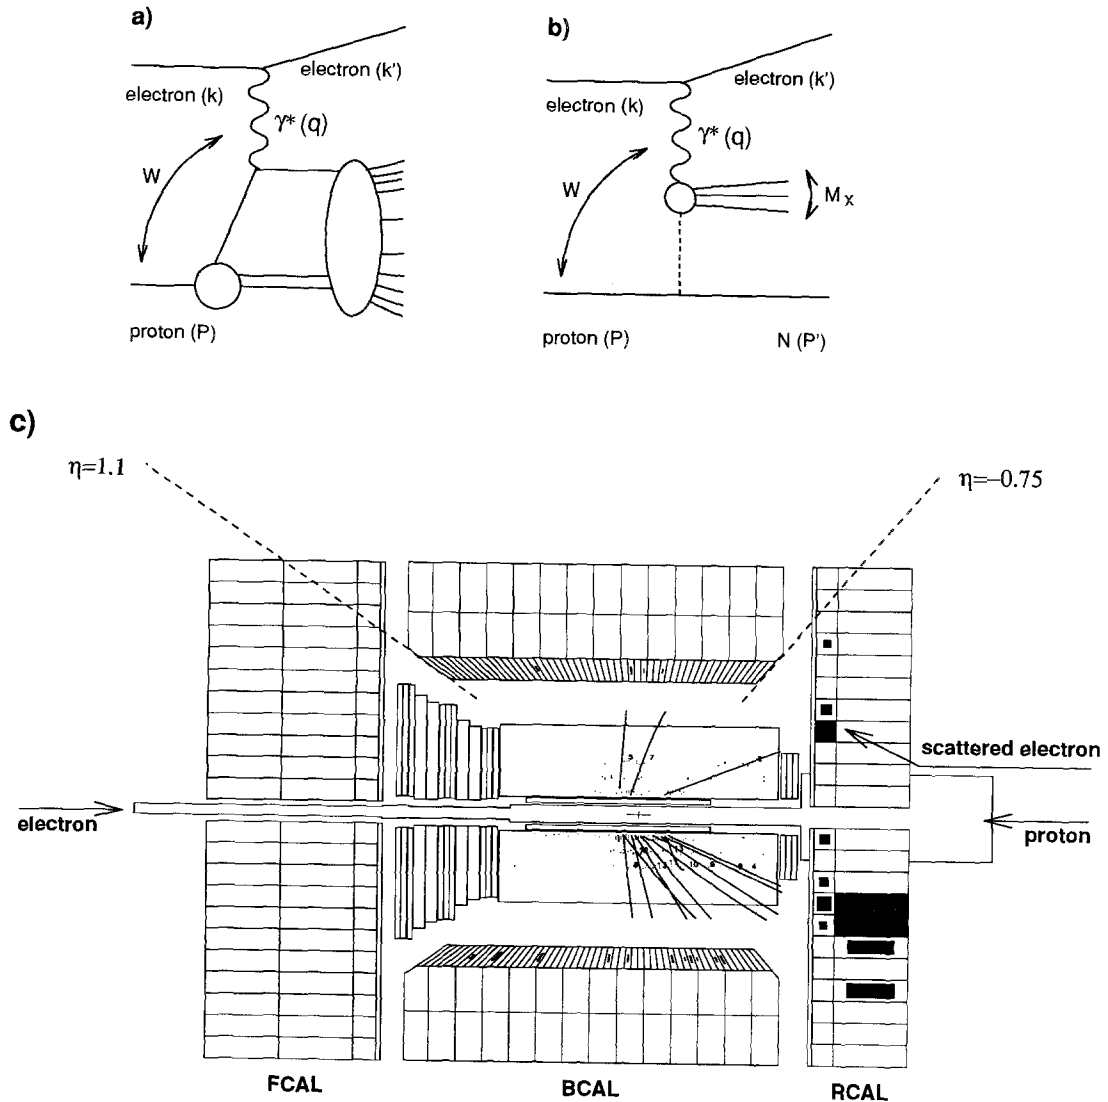 a)
electron (k')
electron (k)
γ* (q)
W
proton (P)
b)
electron (k')
electron (k)
γ* (q)
W
M x
proton (P)
N (P')
c)
η=1.1
η=−0.75
scattered electron
electron
proton
FCAL
BCAL
RCAL